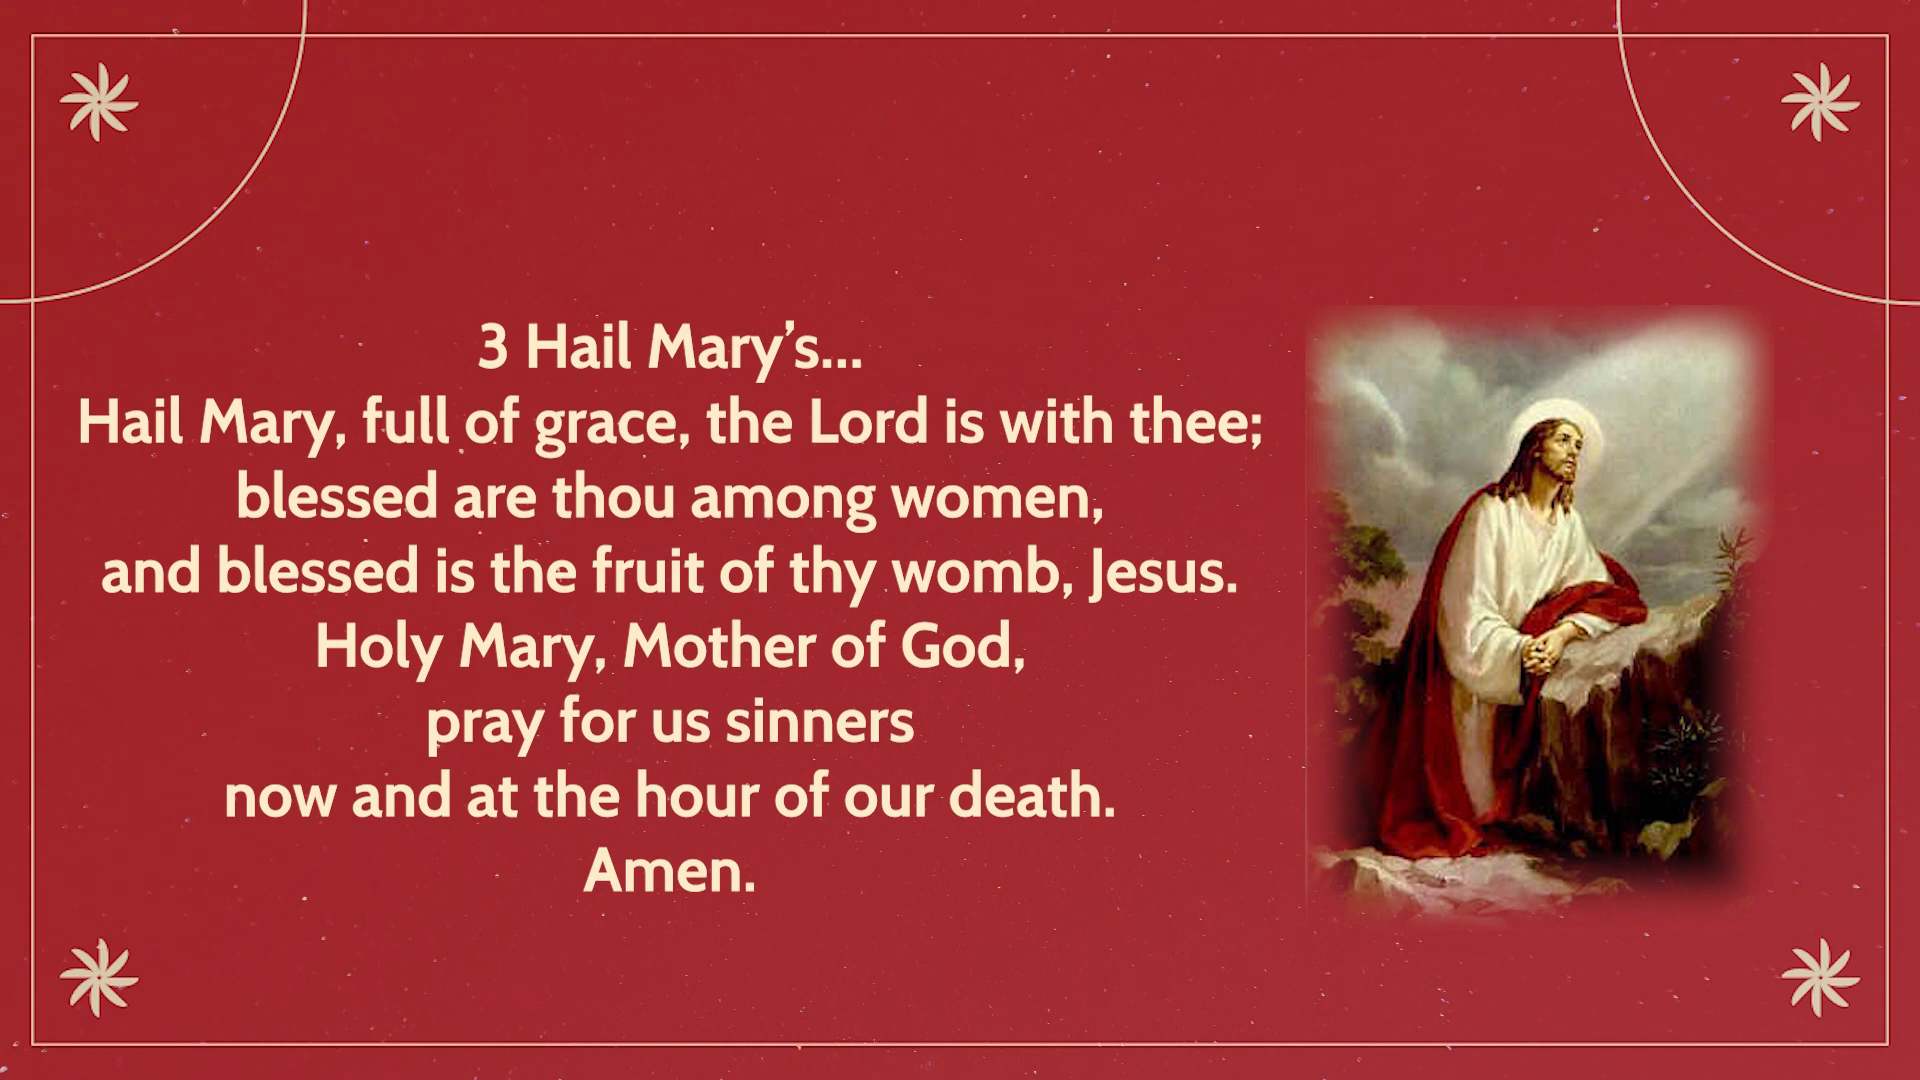 3 Hail Mary’s...
Hail Mary, full of grace, the Lord is with thee;
blessed are thou among women,
and blessed is the fruit of thy womb, Jesus.
Holy Mary, Mother of God,
pray for us sinners
now and at the hour of our death.
Amen.